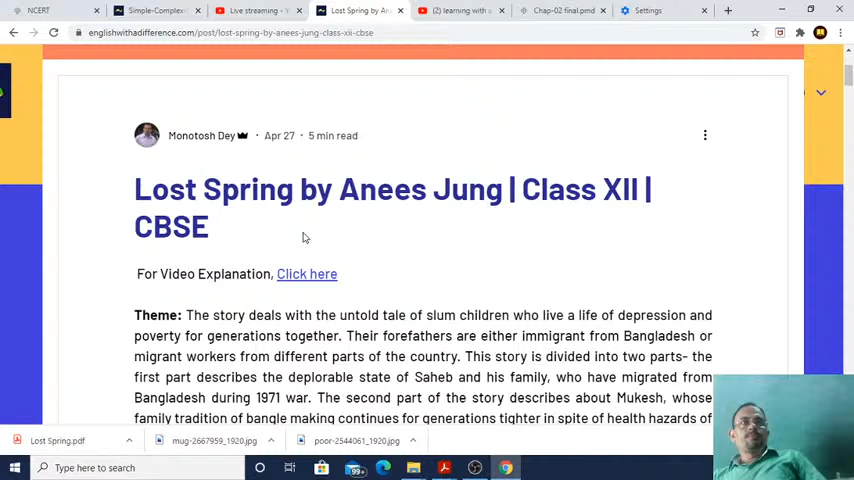 NCERT
Simple-Complex-
Live streaming - Y
Lost Spring by An
(2) learning with s
Chap-02 final.pmd
Settings
englishwithadifference.com/post/lost-spring-by-anees-jung-class-xii-cbse
Monotosh Dey · Apr 27 · 5 min read
Lost Spring by Anees Jung | Class XII |
CBSE
For Video Explanation, Click here
Theme: The story deals with the untold tale of slum children who live a life of depression and
poverty for generations together. Their forefathers are either immigrant from Bangladesh or
migrant workers from different parts of the country. This story is divided into two parts- the
first part describes the deplorable state of Saheb and his family, who have migrated from
Bangladesh during 1971 war. The second part of the story describes about Mukesh, whose
family tradition of bangle making continues for generations tighter in spite of health hazards of
Lost Spring.pdf
mug-2667959_1920.jpg
poor-2544061_1920.jpg
Show all
Type here to search
99+